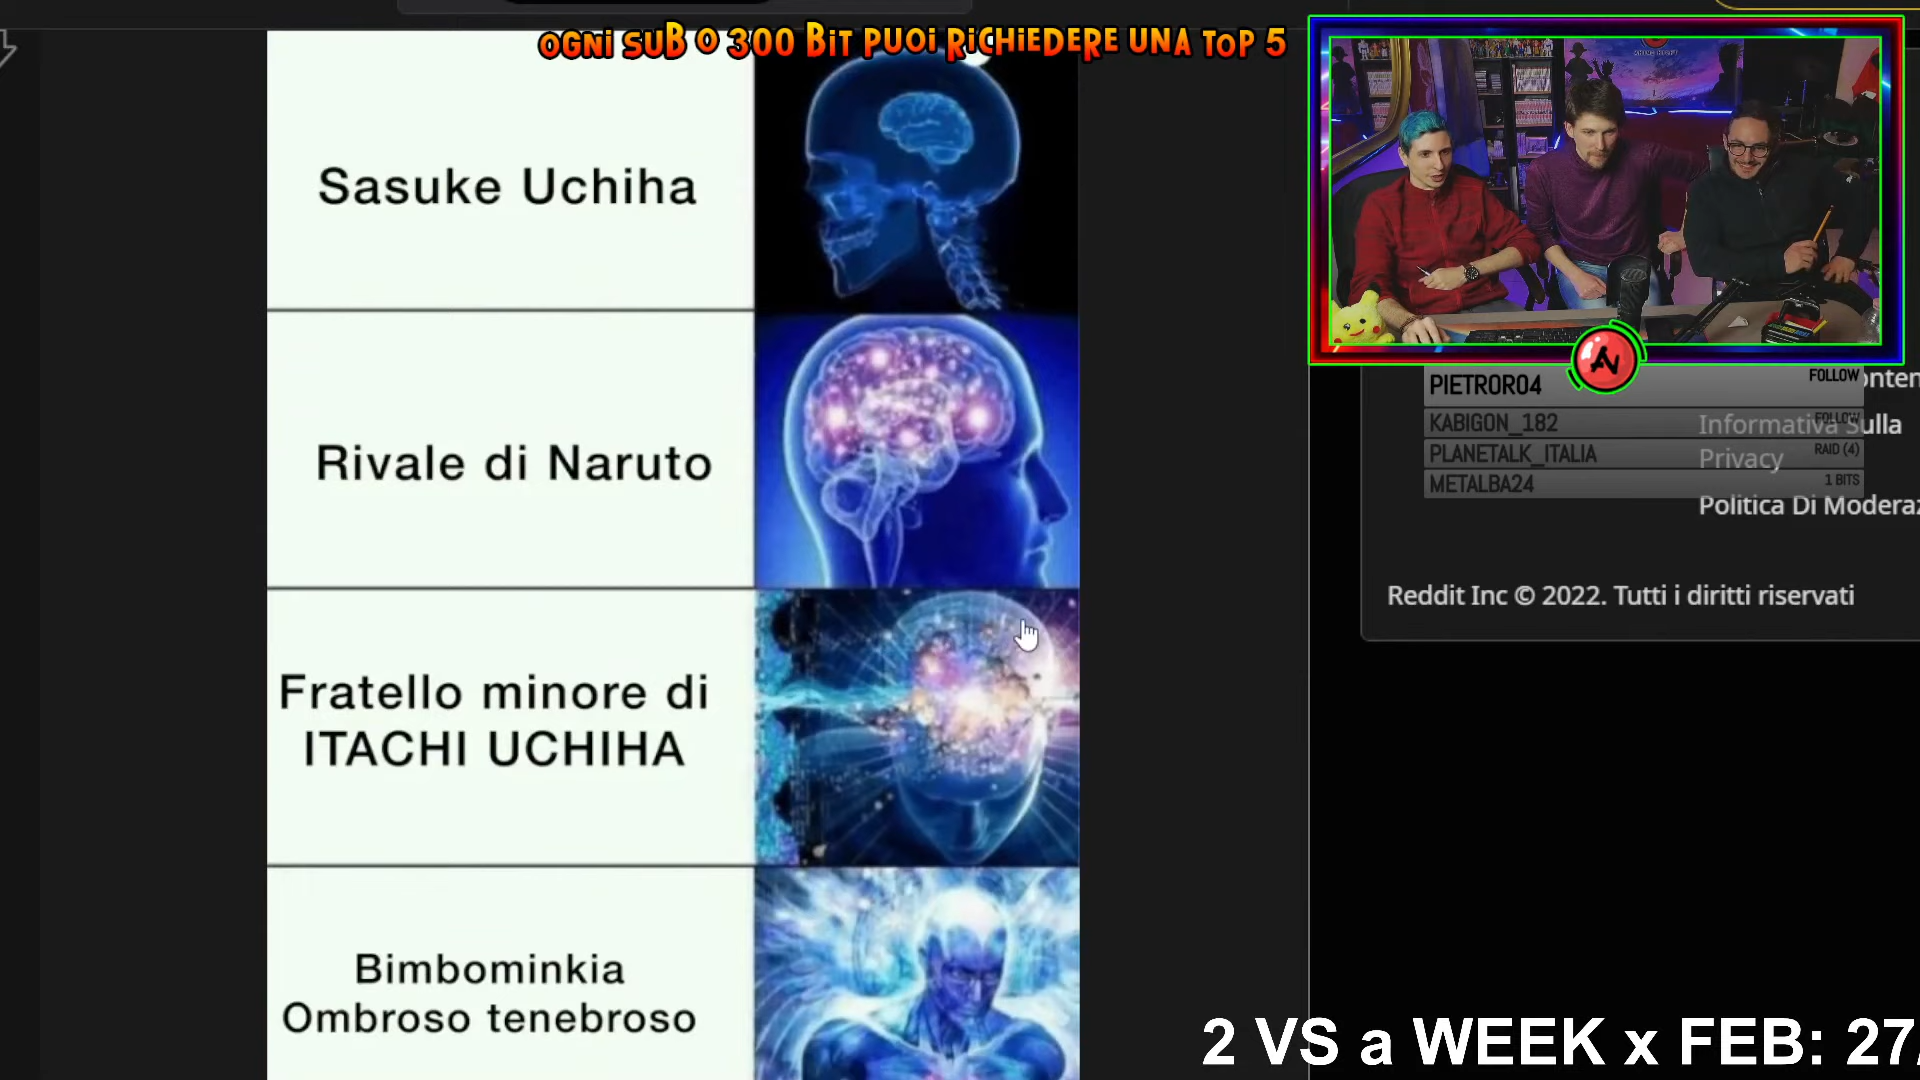 OGNI SUB O 300 BIT PUOI RICHIEDERE UNA TOP 5
Sasuke Uchiha
Rivale di Naruto
Fratello minore di
ITACHI UCHIHA
Bimbominkia
Ombroso tenebroso
PIETROR04 FOLLOW
KABIGON_182 FOLLOW
PLANETALK_ITALIA RAID (4)
METALBA24 1 BITS
Informativa Sulla
Privacy
Politica Di Moderaz
Reddit Inc © 2022. Tutti i diritti riservati
2 VS a WEEK x FEB: 27